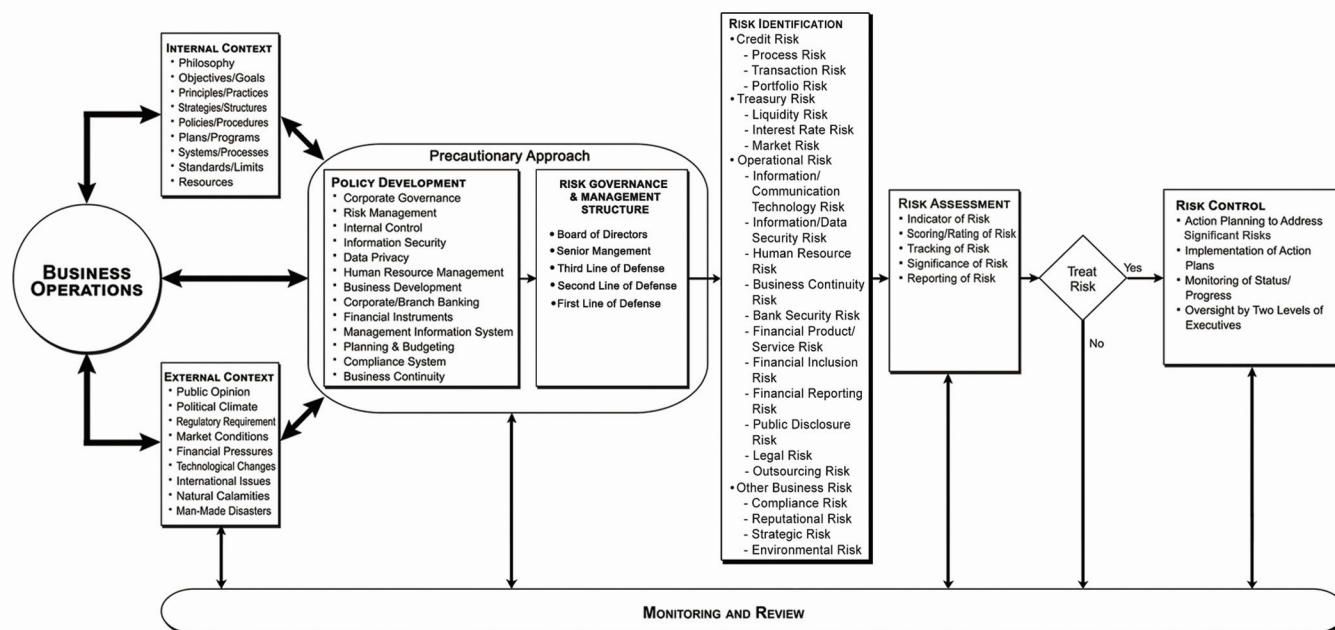 INTERNAL CONTEXT
• Philosophy
• Objectives/Goals
• Principles/Practices
• Strategies/Structures
• Policies/Procedures
• Plans/Programs
• Systems/Processes
• Standards/Limits
• Resources
BUSINESS
OPERATIONS
EXTERNAL CONTEXT
• Public Opinion
• Political Climate
• Regulatory Requirement
• Market Conditions
• Financial Pressures
• Technological Changes
• International Issues
• Natural Calamities
• Man-Made Disasters
Precautionary Approach
POLICY DEVELOPMENT
• Corporate Governance
• Risk Management
• Internal Control
• Information Security
• Data Privacy
• Human Resource Management
• Business Development
• Corporate/Branch Banking
• Financial Instruments
• Management Information System
• Planning & Budgeting
• Compliance System
• Business Continuity
RISK GOVERNANCE
& MANAGEMENT
STRUCTURE
• Board of Directors
• Senior Mangement
• Third Line of Defense
• Second Line of Defense
• First Line of Defense
RISK IDENTIFICATION
• Credit Risk
- Process Risk
- Transaction Risk
- Portfolio Risk
• Treasury Risk
- Liquidity Risk
- Interest Rate Risk
- Market Risk
• Operational Risk
- Information/
Communication
Technology Risk
- Information/Data
Security Risk
- Human Resource
Risk
- Business Continuity
Risk
- Bank Security Risk
- Financial Product/
Service Risk
- Financial Inclusion
Risk
- Financial Reporting
Risk
- Public Disclosure
Risk
- Legal Risk
- Outsourcing Risk
• Other Business Risk
- Compliance Risk
- Reputational Risk
- Strategic Risk
- Environmental Risk
RISK ASSESSMENT
• Indicator of Risk
• Scoring/Rating of Risk
• Tracking of Risk
• Significance of Risk
• Reporting of Risk
Treat
Risk
Yes
No
RISK CONTROL
• Action Planning to Address
Significant Risks
• Implementation of Action
Plans
• Monitoring of Status/
Progress
• Oversight by Two Levels of
Executives
MONITORING AND REVIEW